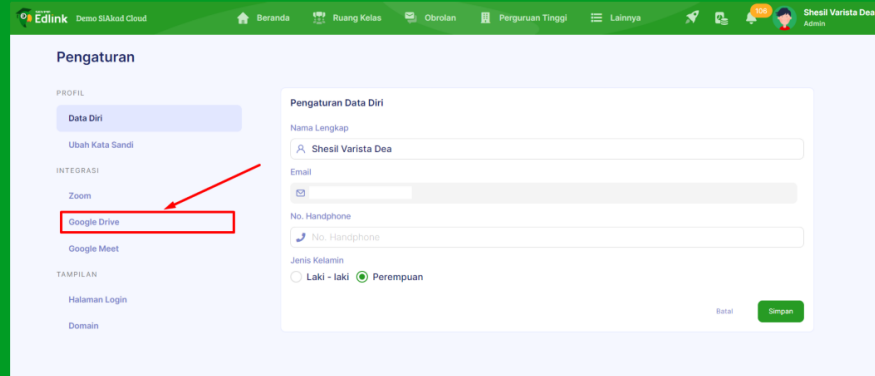 Edlink Demo SIAkad Cloud
Beranda
Ruang Kelas
Obrolan
Perguruan Tinggi
Lainnya
106
Shesil Varista Dea
Admin
Pengaturan
PROFIL
Data Diri
Ubah Kata Sandi
INTEGRASI
Zoom
Google Drive
Google Meet
TAMPILAN
Halaman Login
Domain
Pengaturan Data Diri
Nama Lengkap
Shesil Varista Dea
Email
No. Handphone
No. Handphone
Jenis Kelamin
Laki - laki
Perempuan
Batal
Simpan